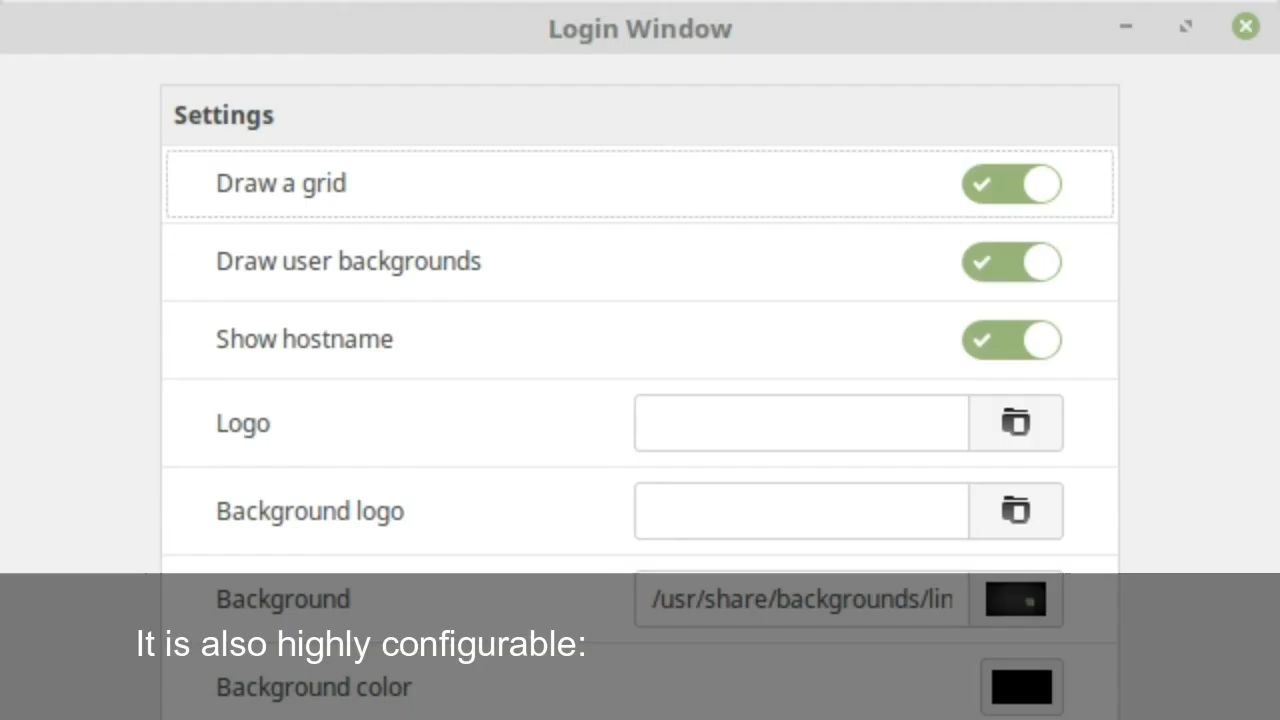 Login Window
Settings
Draw a grid
Draw user backgrounds
Show hostname
Logo
Background logo
Background /usr/share/backgrounds/lin
It is also highly configurable:
Background color